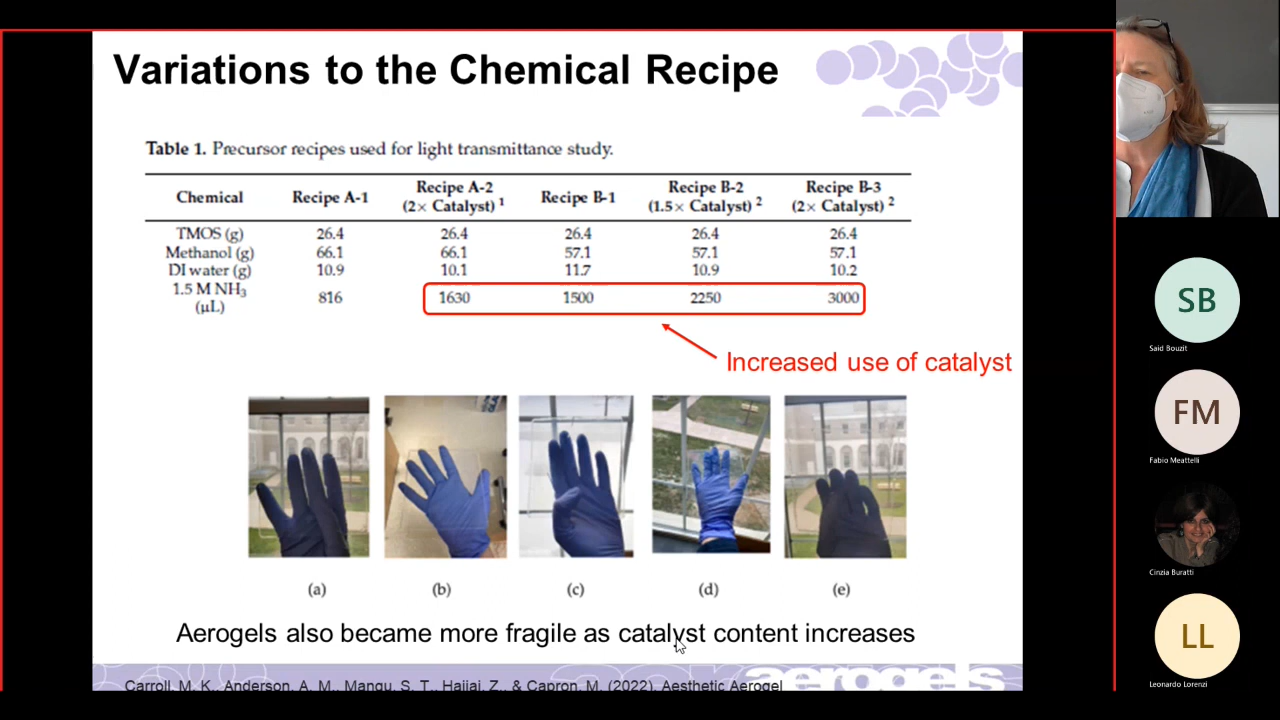 Variations to the Chemical Recipe
Table 1. Precursor recipes used for light transmittance study.
Chemical Recipe A-1 Recipe A-2 (2× Catalyst) 1 Recipe B-1 Recipe B-2 (1.5× Catalyst) 2 Recipe B-3 (2× Catalyst) 2
TMOS (g) 26.4 26.4 26.4 26.4 26.4
Methanol (g) 66.1 66.1 57.1 57.1 57.1
DI water (g) 10.9 10.1 11.7 10.9 10.2
1.5 M NH3 (µL) 816 1630 1500 2250 3000
Increased use of catalyst
(a) (b) (c) (d) (e)
Aerogels also became more fragile as catalyst content increases
aerogels
Carroll, M. K., Anderson, A. M., Mangu, S. T., Hajjaj, Z., & Capron, M. (2022). Aesthetic Aerogel
SB
Said Bouzit
FM
Fabio Meattelli
Cinzia Buratti
LL
Leonardo Lorenzi